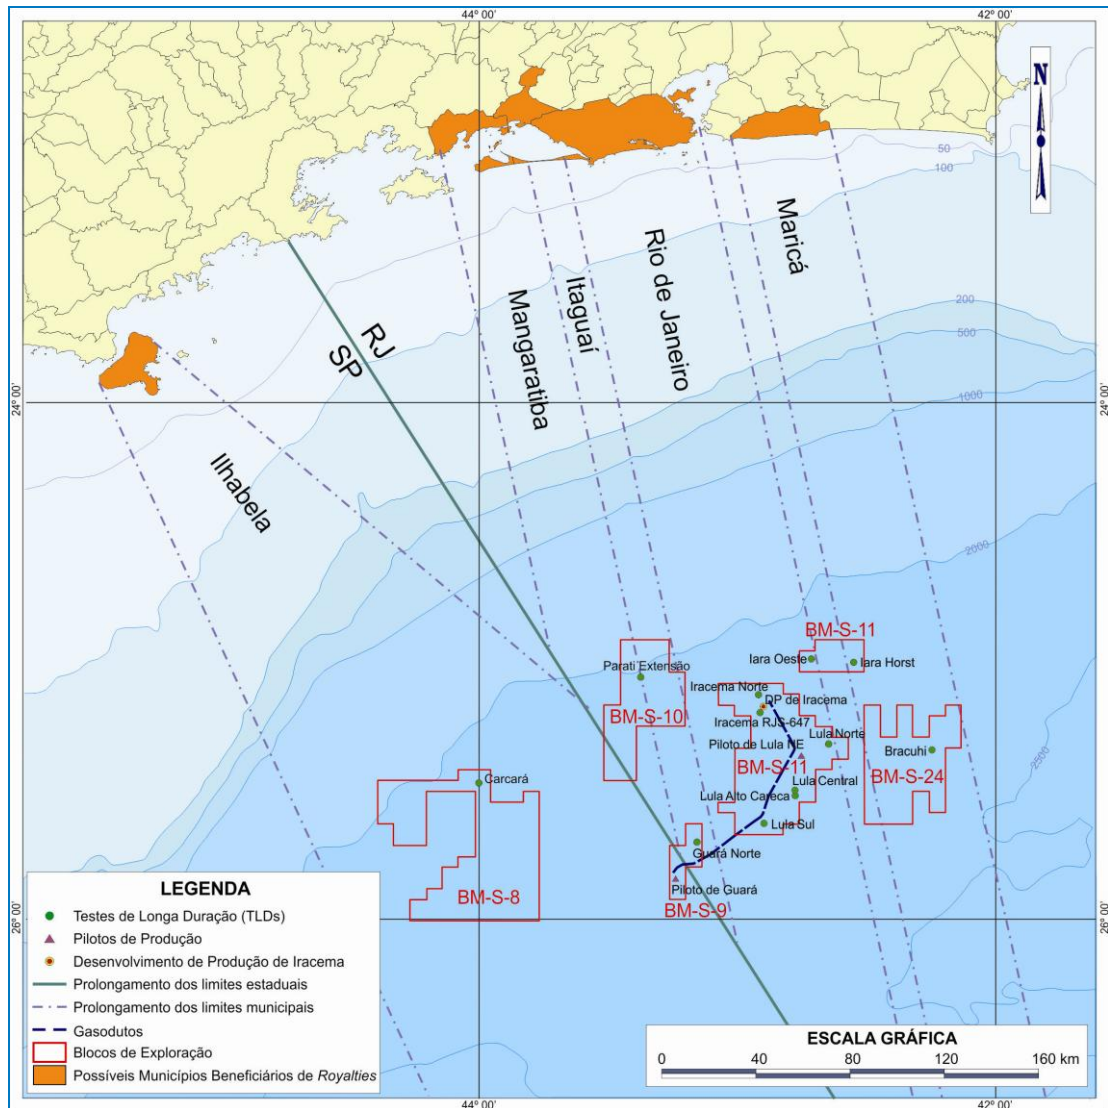 44° 00'
42° 00'
N
50
100
Maricá
Rio de Janeiro
200
Itaguaí
Mangaratiba
500
RJ
SP
24° 00'
24° 00'
1000
Ilhabela
2000
BM-S-11
Iara Oeste
Iara Horst
Parati Extensão
Iracema Norte
DP de Iracema
BM-S-10
Iracema RJS-647
Lula Norte
Piloto de Lula NE
Bracuhi
2500
BM-S-11
BM-S-24
Carcará
Lula Central
Lula Alto Careca
Lula Sul
Guará Norte
Piloto de Guará
BM-S-8
BM-S-9
26° 00'
26° 00'
LEGENDA
Testes de Longa Duração (TLDs)
Pilotos de Produção
Desenvolvimento de Produção de Iracema
Prolongamento dos limites estaduais
Prolongamento dos limites municipais
Gasodutos
Blocos de Exploração
Possíveis Municípios Beneficiários de Royalties
ESCALA GRÁFICA
0 40 80 120 160 km
44° 00'
42° 00'